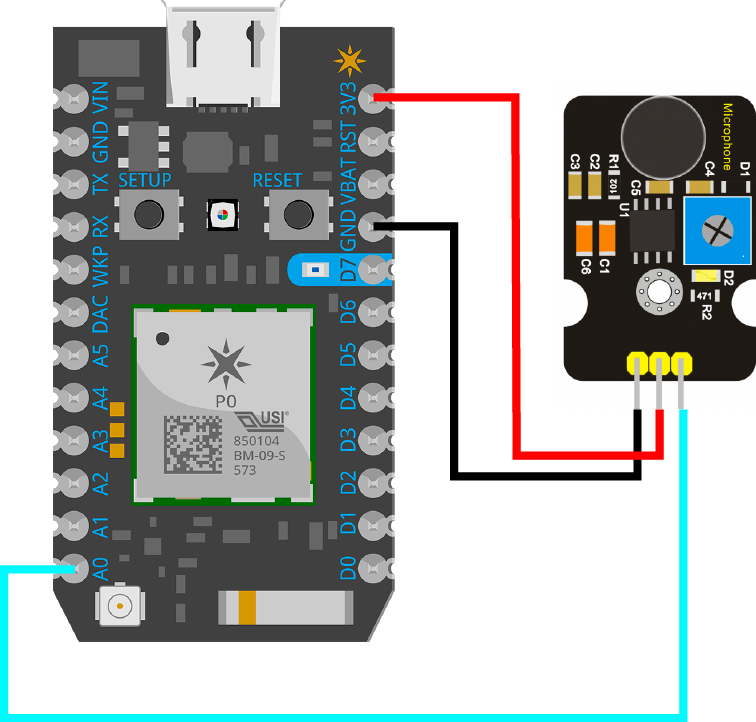 VIN
GND
TX
RX
WKP
DAC
A5
A4
A3
A2
A1
A0
SETUP
RESET
3V3
RST
VBAT
GND
D7
D6
D5
D4
D3
D2
D1
D0
P0
USI®
850104
BM-09-S
573
Microphone
C3
C2
R1
201
C5
C4
D1
U1
C6
C1
D2
471
R2